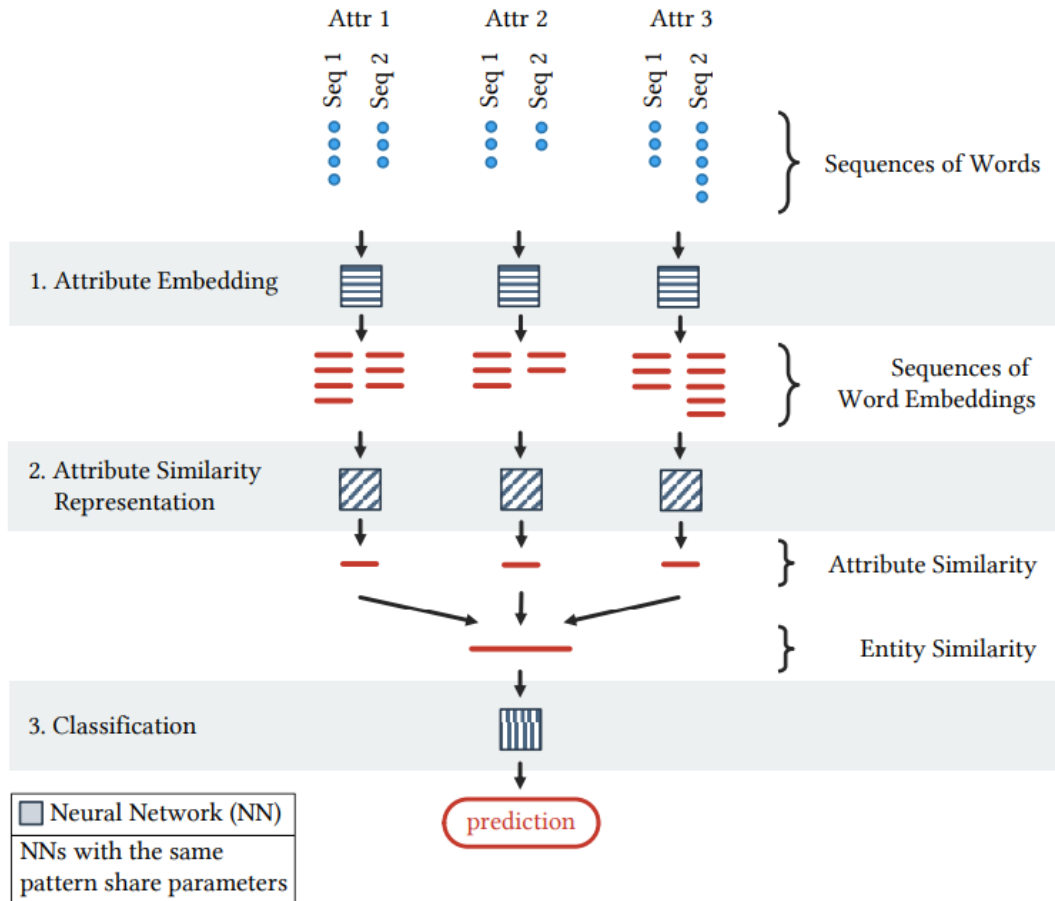 Attr 1 Attr 2 Attr 3
Seq 1 Seq 2 Seq 1 Seq 2 Seq 1 Seq 2
Sequences of Words
1. Attribute Embedding
Sequences of
Word Embeddings
2. Attribute Similarity
Representation
Attribute Similarity
Entity Similarity
3. Classification
prediction
Neural Network (NN)
NNs with the same
pattern share parameters